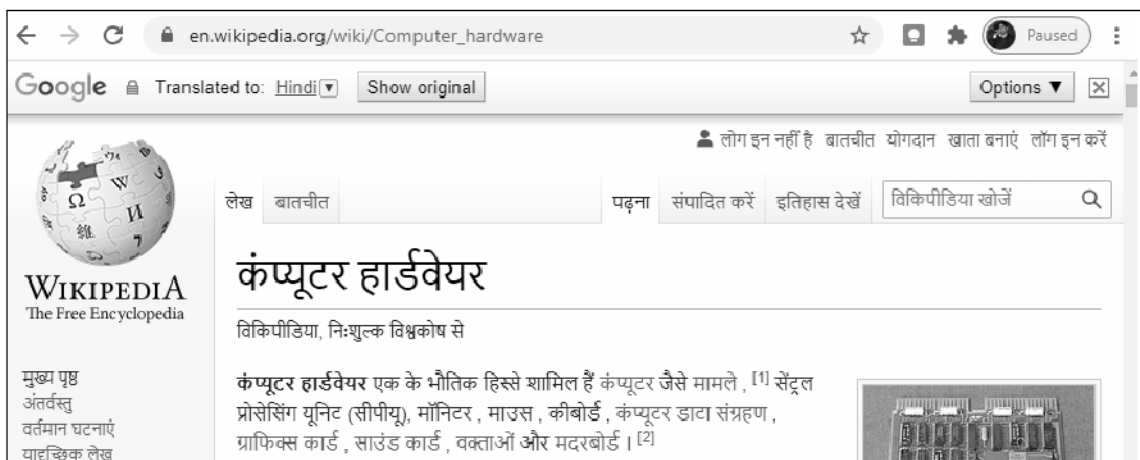 en.wikipedia.org/wiki/Computer_hardware Paused
Google Translated to: Hindi Show original Options ▼
लोग इन नहीं है बातचीत योगदान खाता बनाएं लॉग इन करें
लेख बातचीत पढ़ना संपादित करें इतिहास देखें विकिपीडिया खोजें
WIKIPEDIA
The Free Encyclopedia
कंप्यूटर हार्डवेयर
विकिपीडिया, निःशुल्क विश्वकोष से
मुख्य पृष्ठ
अंतर्वस्तु
वर्तमान घटनाएं
यादृच्छिक लेख
कंप्यूटर हार्डवेयर एक के भौतिक हिस्से शामिल हैं कंप्यूटर जैसे मामले , [1] सेंट्रल
प्रोसेसिंग यूनिट (सीपीयू), मॉनिटर , माउस , कीबोर्ड , कंप्यूटर डाटा संग्रहण ,
ग्राफिक्स कार्ड , साउंड कार्ड , वक्ताओं और मदरबोर्ड । [2]